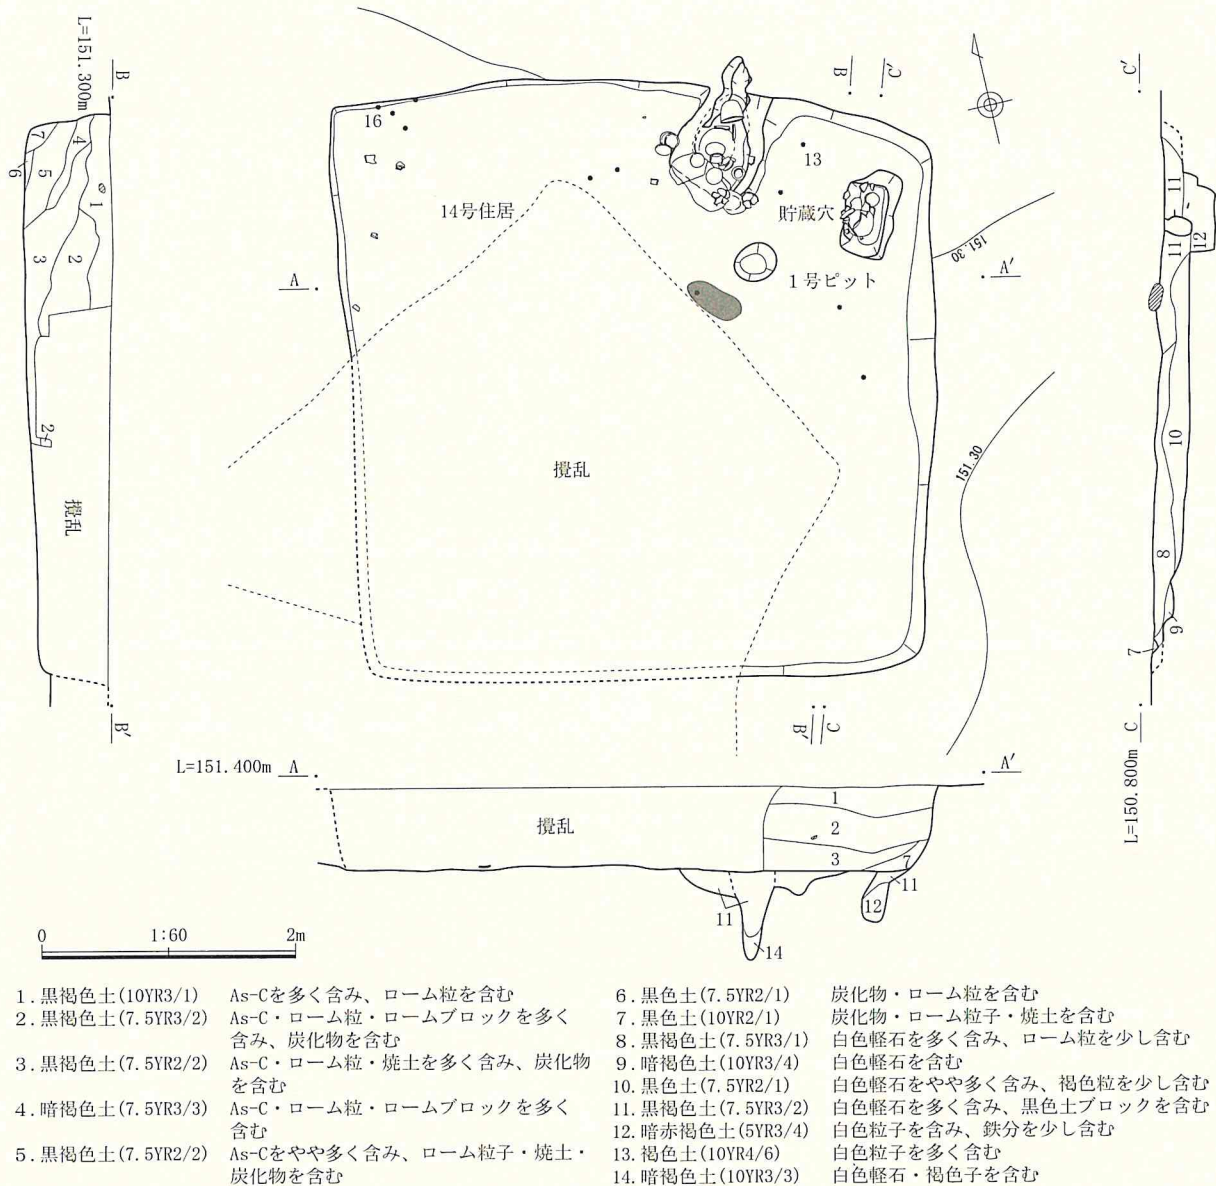 L=151.300m
B
B
C′
C′
7
4
6
5
1
3
2
2
攪乱
B′
16
13
14号住居
貯蔵穴
1号ピット
A
A′
151.30
151.30
攪乱
B′
C
11
11
12
10
8
9
7
C
L=150.800m
L=151.400m
A
A′
攪乱
1
2
3
7
11
12
11
14
0
1:60
2m
1.黒褐色土(10YR3/1) As-Cを多く含み、ローム粒を含む
2.黒褐色土(7.5YR3/2) As-C・ローム粒・ロームブロックを多く
含み、炭化物を含む
3.黒褐色土(7.5YR2/2) As-C・ローム粒・焼土を多く含み、炭化物
を含む
4.暗褐色土(7.5YR3/3) As-C・ローム粒・ロームブロックを多く
含む
5.黒褐色土(7.5YR2/2) As-Cをやや多く含み、ローム粒子・焼土・
炭化物を含む
6.黒色土(7.5YR2/1) 炭化物・ローム粒を含む
7.黒色土(10YR2/1) 炭化物・ローム粒子・焼土を含む
8.黒褐色土(7.5YR3/1) 白色軽石を多く含み、ローム粒を少し含む
9.暗褐色土(10YR3/4) 白色軽石を含む
10.黒色土(7.5YR2/1) 白色軽石をやや多く含み、褐色粒を少し含む
11.黒褐色土(7.5YR3/2) 白色軽石を多く含み、黒色土ブロックを含む
12.暗赤褐色土(5YR3/4) 白色粒子を含み、鉄分を少し含む
13.褐色土(10YR4/6) 白色粒子を多く含む
14.暗褐色土(10YR3/3) 白色軽石・褐色子を含む